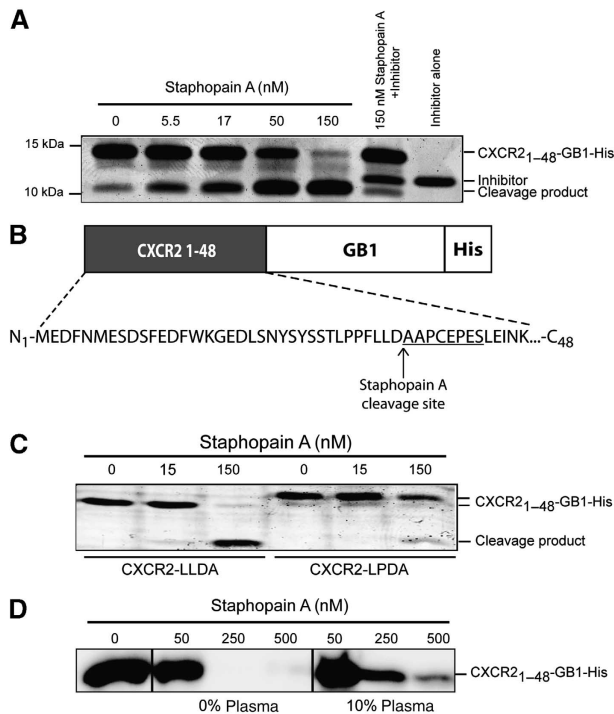 A
Staphopain A (nM)
0 5.5 17 50 150
150 nM Staphopain A
+Inhibitor
Inhibitor alone
15 kDa
10 kDa
CXCR2₁₋₄₈-GB1-His
Inhibitor
Cleavage product
B
CXCR2 1-48 GB1 His
N₁-MEDFNMESDSFEDFWKGEDLSNYSYSSTLPPFLLDAAPCEPESLEINK...-C₄₈
Staphopain A
cleavage site
C
Staphopain A (nM)
0 15 150 0 15 150
CXCR2₁₋₄₈-GB1-His
Cleavage product
CXCR2-LLDA CXCR2-LPDA
D
Staphopain A (nM)
0 50 250 500 50 250 500
CXCR2₁₋₄₈-GB1-His
0% Plasma 10% Plasma